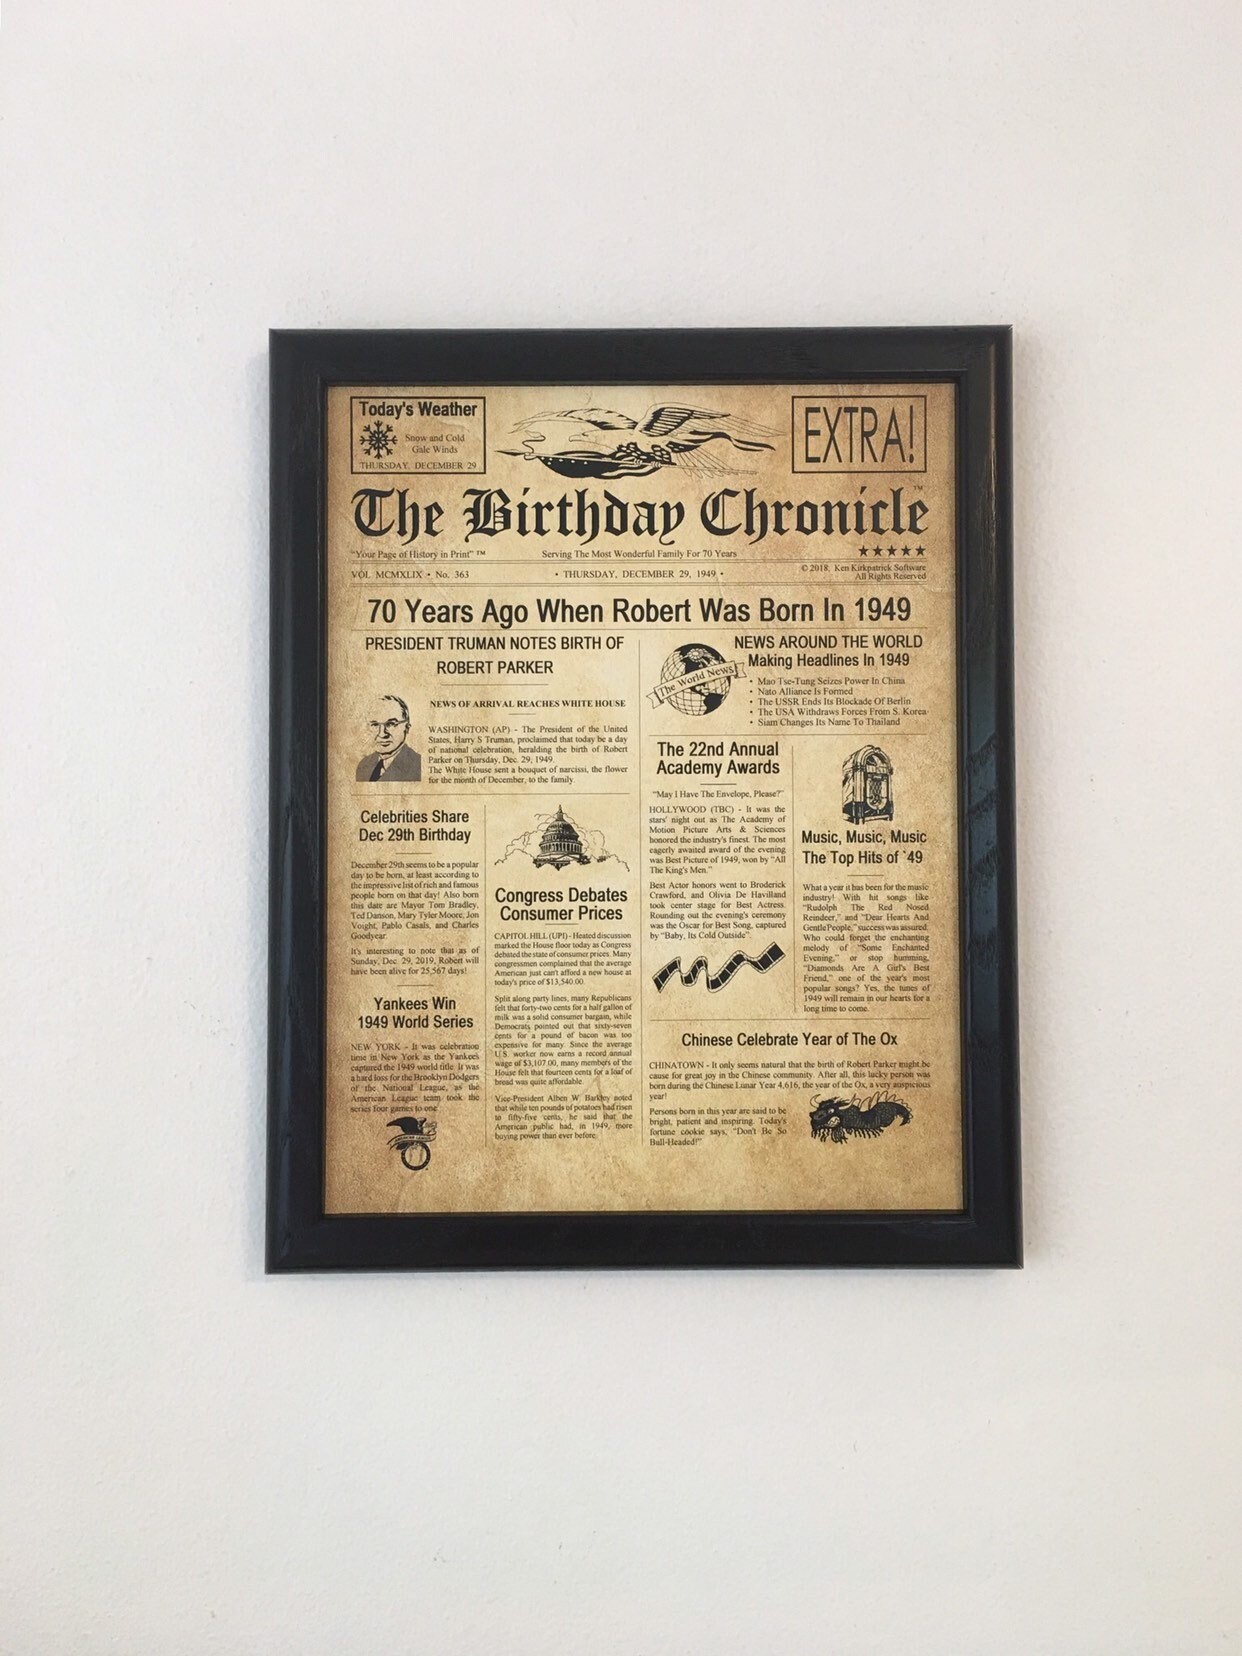 Today's Weather
Snow and Cold
Gale Winds
THURSDAY, DECEMBER 29
EXTRA!
The Birthday Chronicle™
"Your Page of History in Print" ™
Serving The Most Wonderful Family For 70 Years
★★★★★
VOL. MCMXLIX • No. 363
• THURSDAY, DECEMBER 29, 1949 •
© 2018, Ken Kirkpatrick Software
All Rights Reserved
70 Years Ago When Robert Was Born In 1949
PRESIDENT TRUMAN NOTES BIRTH OF
ROBERT PARKER
NEWS OF ARRIVAL REACHES WHITE HOUSE
WASHINGTON (AP) - The President of the United
States, Harry S Truman, proclaimed that today be a day
of national celebration, heralding the birth of Robert
Parker on Thursday, Dec. 29, 1949.
The White House sent a bouquet of narcissi, the flower
for the month of December, to the family.
The World News
NEWS AROUND THE WORLD
Making Headlines In 1949
• Mao Tse-Tung Seizes Power In China
• Nato Alliance Is Formed
• The USSR Ends Its Blockade Of Berlin
• The USA Withdraws Forces From S. Korea
• Siam Changes Its Name To Thailand
Celebrities Share
Dec 29th Birthday
December 29th seems to be a popular
day to be born, at least according to
the impressive list of rich and famous
people born on that day! Also born
this date are Mayor Tom Bradley,
Ted Danson, Mary Tyler Moore, Jon
Voight, Pablo Casals, and Charles
Goodyear.
It's interesting to note that as of
Sunday, Dec. 29, 2019, Robert will
have been alive for 25,567 days!
Yankees Win
1949 World Series
NEW YORK - It was celebration
time in New York as the Yankees
captured the 1949 world title. It was
a hard loss for the Brooklyn Dodgers
of the National League, as the
American League team took the
series four games to one.
AMERICAN LEAGUE
Congress Debates
Consumer Prices
CAPITOL HILL (UPI) - Heated discussion
marked the House floor today as Congress
debated the state of consumer prices. Many
congressmen complained that the average
American just can't afford a new house at
today's price of $13,540.00.
Split along party lines, many Republicans
felt that forty-two cents for a half gallon of
milk was a solid consumer bargain, while
Democrats pointed out that sixty-seven
cents for a pound of bacon was too
expensive for many. Since the average
U.S. worker now earns a record annual
wage of $3,107.00, many members of the
House felt that fourteen cents for a loaf of
bread was quite affordable.
Vice-President Alben W. Barkley noted
that while ten pounds of potatoes had risen
to fifty-five cents, he said that the
American public had, in 1949, more
buying power than ever before.
The 22nd Annual
Academy Awards
"May I Have The Envelope, Please?"
HOLLYWOOD (TBC) - It was the
stars' night out as The Academy of
Motion Picture Arts & Sciences
honored the industry's finest. The most
eagerly awaited award of the evening
was Best Picture of 1949, won by "All
The King's Men."
Best Actor honors went to Broderick
Crawford, and Olivia De Havilland
took center stage for Best Actress.
Rounding out the evening's ceremony
was the Oscar for Best Song, captured
by "Baby, Its Cold Outside".
Music, Music, Music
The Top Hits of `49
What a year it has been for the music
industry! With hit songs like
"Rudolph The Red Nosed
Reindeer," and "Dear Hearts And
Gentle People," success was assured.
Who could forget the enchanting
melody of "Some Enchanted
Evening," or stop humming,
"Diamonds Are A Girl's Best
Friend," one of the year's most
popular songs? Yes, the tunes of
1949 will remain in our hearts for a
long time to come.
Chinese Celebrate Year of The Ox
CHINATOWN - It only seems natural that the birth of Robert Parker might be
cause for great joy in the Chinese community. After all, this lucky person was
born during the Chinese Lunar Year 4,616, the year of the Ox, a very auspicious
year!
Persons born in this year are said to be
bright, patient and inspiring. Today's
fortune cookie says, "Don't Be So
Bull-Headed!"